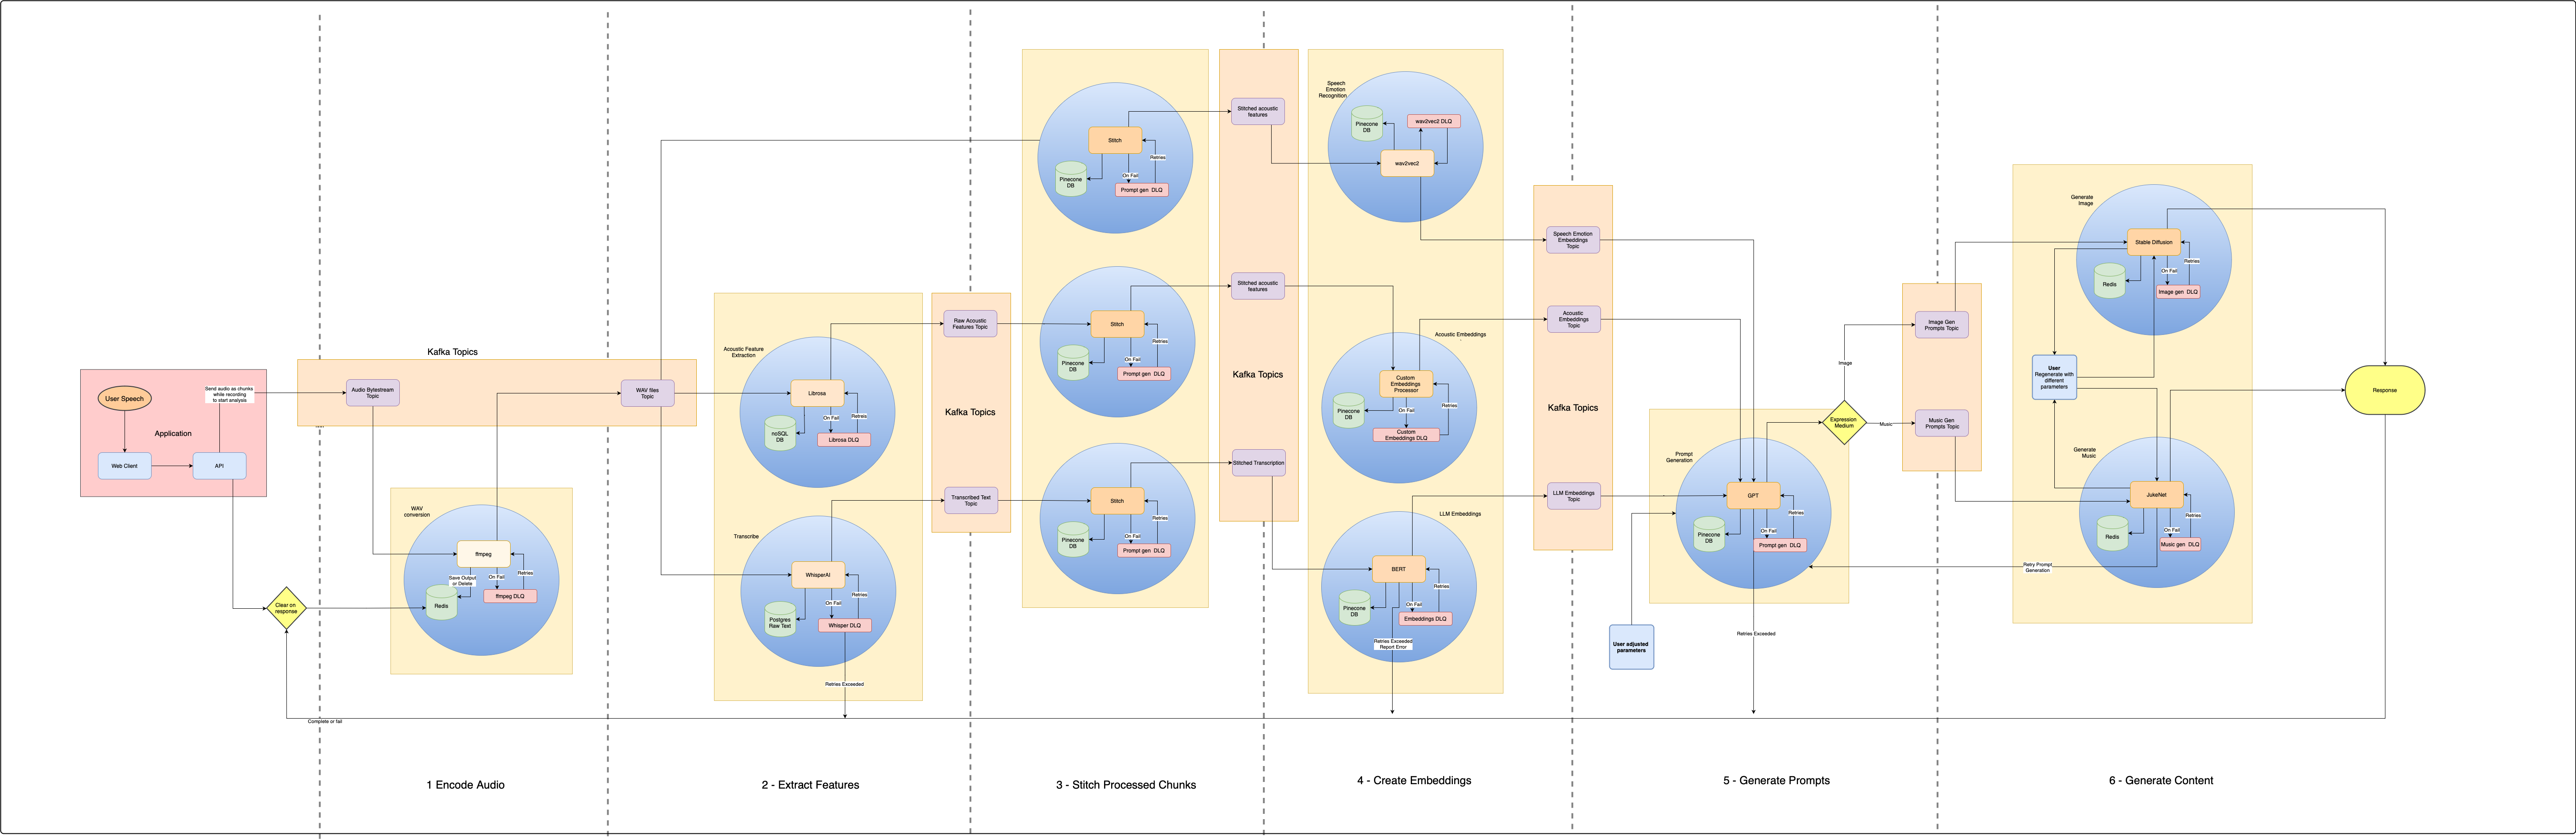 Kafka Topics
User Speech
Application
Web Client
API
Send audio as chunks
while recording
to start analysis
Audio Bytestream
Topic
WAV files
Topic
Clear on
response
Complete or fail
WAV
conversion
ffmpeg
Save Output
or Delete
On Fail
Retries
Redis
ffmpeg DLQ
1 Encode Audio
Acoustic Feature
Extraction
Librosa
On Fail
Retries
noSQL
DB
Librosa DLQ
Transcribe
WhisperAI
On Fail
Retries
Postgres
Raw Text
Whisper DLQ
Retries Exceeded
2 - Extract Features
Raw Acoustic
Features Topic
Kafka Topics
Transcribed Text
Topic
Stitch
Retries
On Fail
Pinecone
DB
Prompt gen DLQ
Stitch
Retries
On Fail
Pinecone
DB
Prompt gen DLQ
Stitch
Retries
On Fail
Pinecone
DB
Prompt gen DLQ
3 - Stitch Processed Chunks
Stitched acoustic
features
Stitched acoustic
features
Kafka Topics
Stitched Transcription
Speech
Emotion
Recognition
Pinecone
DB
wav2vec2 DLQ
wav2vec2
Acoustic Embeddings
Custom
Embeddings
Processor
On Fail
Retries
Pinecone
DB
Custom
Embeddings DLQ
LLM Embeddings
BERT
Retries
On Fail
Pinecone
DB
Embeddings DLQ
Retries Exceeded
Report Error
4 - Create Embeddings
Speech Emotion
Embeddings
Topic
Acoustic
Embeddings
Topic
Kafka Topics
LLM Embeddings
Topic
User adjusted
parameters
Prompt
Generation
GPT
Retries
On Fail
Pinecone
DB
Prompt gen DLQ
Retries Exceeded
5 - Generate Prompts
Image
Expression
Medium
Music
Image Gen
Prompts Topic
Music Gen
Prompts Topic
Generate
Image
Stable Diffusion
Retries
On Fail
Redis
Image gen DLQ
User
Regenerate with
different
parameters
Generate
Music
JukeNet
Retries
On Fail
Redis
Music gen DLQ
Retry Prompt
Generation
6 - Generate Content
Response